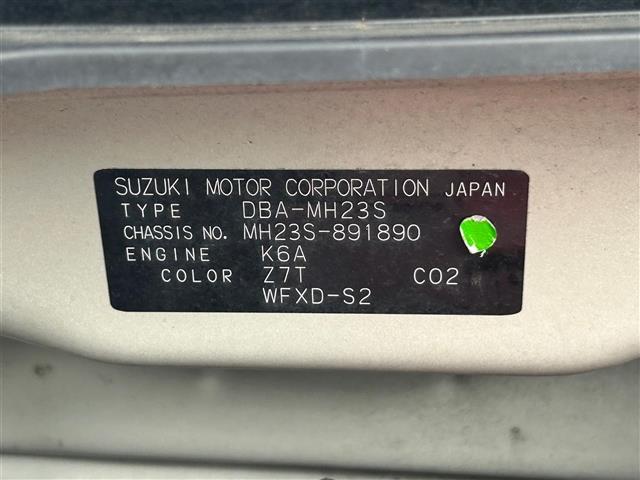 SUZUKI MOTOR CORPORATION JAPAN
TYPE DBA-MH23S
CHASSIS NO. MH23S-891890
ENGINE K6A
COLOR Z7T C02
WFXD-S2